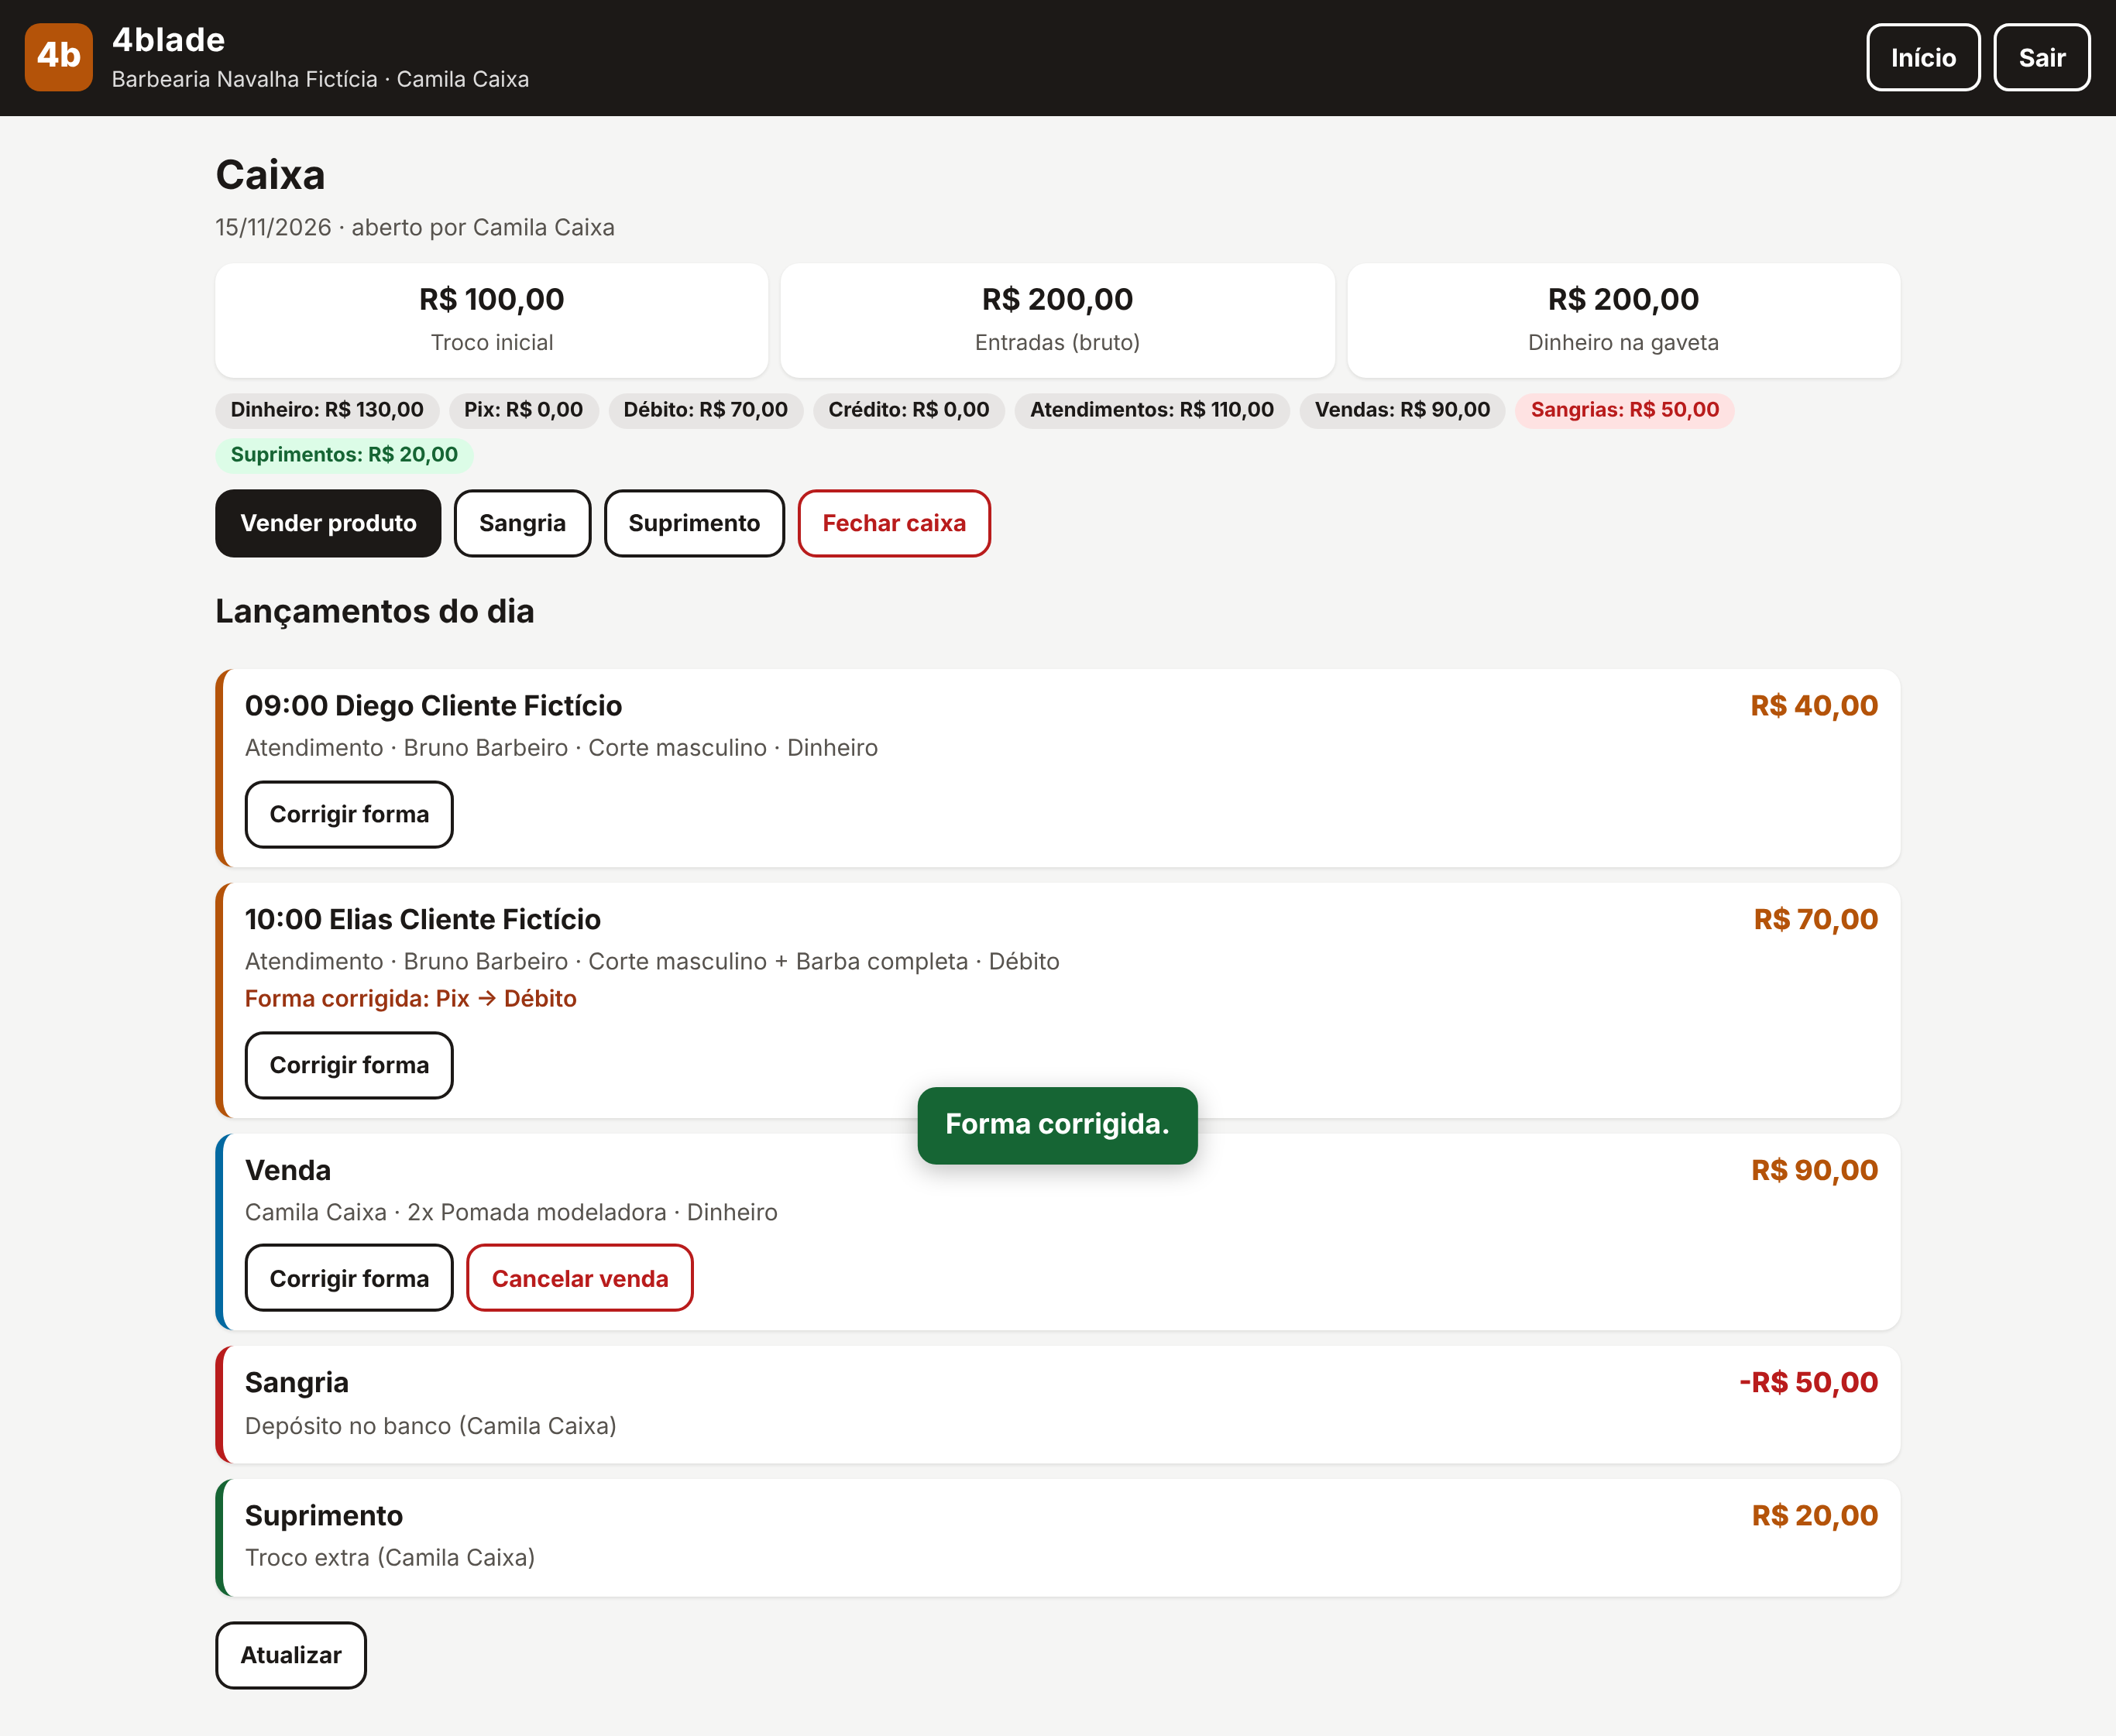 4b
4blade
Barbearia Navalha Fictícia · Camila Caixa
Início
Sair
Caixa
15/11/2026 · aberto por Camila Caixa
R$ 100,00
Troco inicial
R$ 200,00
Entradas (bruto)
R$ 200,00
Dinheiro na gaveta
Dinheiro: R$ 130,00
Pix: R$ 0,00
Débito: R$ 70,00
Crédito: R$ 0,00
Atendimentos: R$ 110,00
Vendas: R$ 90,00
Sangrias: R$ 50,00
Suprimentos: R$ 20,00
Vender produto
Sangria
Suprimento
Fechar caixa
Lançamentos do dia
09:00 Diego Cliente Fictício
R$ 40,00
Atendimento · Bruno Barbeiro · Corte masculino · Dinheiro
Corrigir forma
10:00 Elias Cliente Fictício
R$ 70,00
Atendimento · Bruno Barbeiro · Corte masculino + Barba completa · Débito
Forma corrigida: Pix → Débito
Corrigir forma
Forma corrigida.
Venda
R$ 90,00
Camila Caixa · 2x Pomada modeladora · Dinheiro
Corrigir forma
Cancelar venda
Sangria
-R$ 50,00
Depósito no banco (Camila Caixa)
Suprimento
R$ 20,00
Troco extra (Camila Caixa)
Atualizar